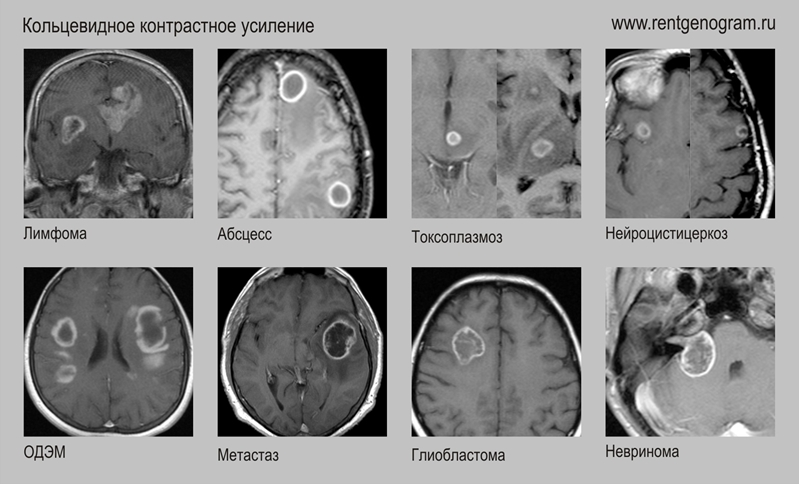 Кольцевидное контрастное усиление
www.rentgenogram.ru
Лимфома
Абсцесс
Токсоплазмоз
Нейроцистицеркоз
ОДЭМ
Метастаз
Глиобластома
Невринома